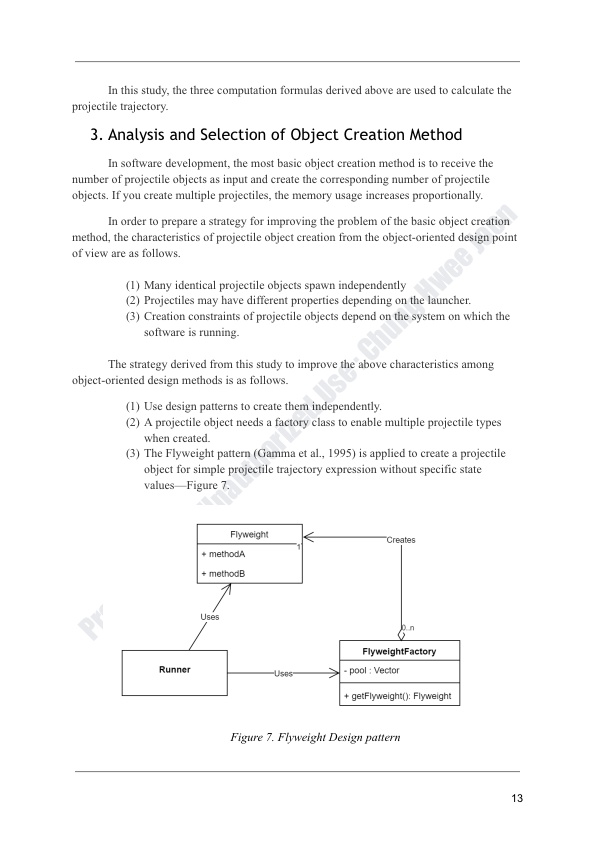 In this study, the three computation formulas derived above are used to calculate the
projectile trajectory.
3. Analysis and Selection of Object Creation Method
In software development, the most basic object creation method is to receive the
number of projectile objects as input and create the corresponding number of projectile
objects. If you create multiple projectiles, the memory usage increases proportionally.
In order to prepare a strategy for improving the problem of the basic object creation
method, the characteristics of projectile object creation from the object-oriented design point
of view are as follows.
(1) Many identical projectile objects spawn independently
(2) Projectiles may have different properties depending on the launcher.
(3) Creation constraints of projectile objects depend on the system on which the
software is running.
The strategy derived from this study to improve the above characteristics among
object-oriented design methods is as follows.
(1) Use design patterns to create them independently.
(2) A projectile object needs a factory class to enable multiple projectile types
when created.
(3) The Flyweight pattern (Gamma et al., 1995) is applied to create a projectile
object for simple projectile trajectory expression without specific state
values—Figure 7.
Flyweight
+ methodA
+ methodB
1
Creates
0..n
Uses
Runner
Uses
FlyweightFactory
- pool : Vector
+ getFlyweight(): Flyweight
Figure 7. Flyweight Design pattern
13